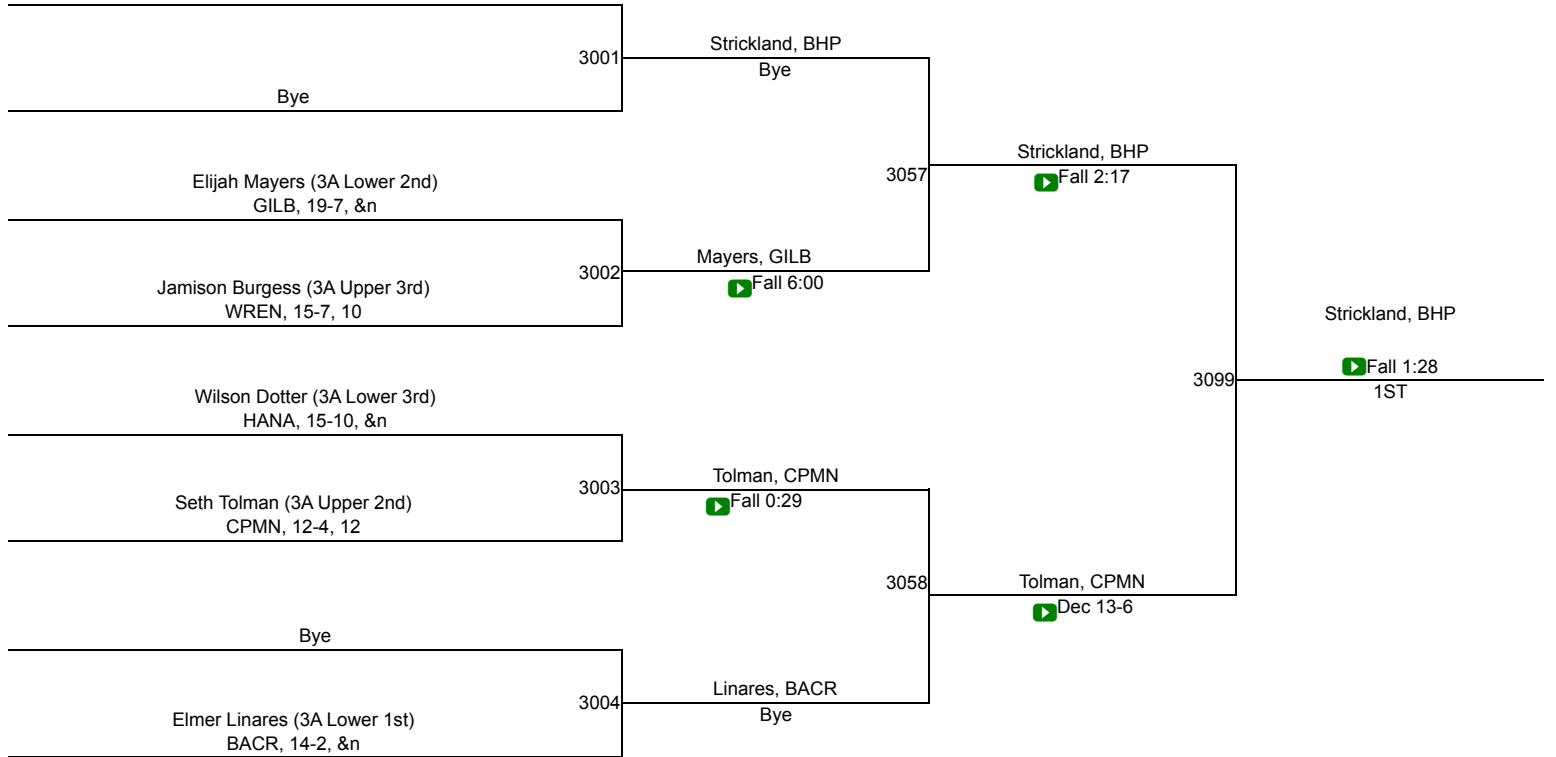 Bye
3001
Strickland, BHP
Bye
Elijah Mayers (3A Lower 2nd)
GILB, 19-7, &n
Jamison Burgess (3A Upper 3rd)
WREN, 15-7, 10
3002
Mayers, GILB
Fall 6:00
3057
Strickland, BHP
Fall 2:17
Wilson Dotter (3A Lower 3rd)
HANA, 15-10, &n
Seth Tolman (3A Upper 2nd)
CPMN, 12-4, 12
3003
Tolman, CPMN
Fall 0:29
Bye
Elmer Linares (3A Lower 1st)
BACR, 14-2, &n
3004
Linares, BACR
Bye
3058
Tolman, CPMN
Dec 13-6
3099
Strickland, BHP
Fall 1:28
1ST